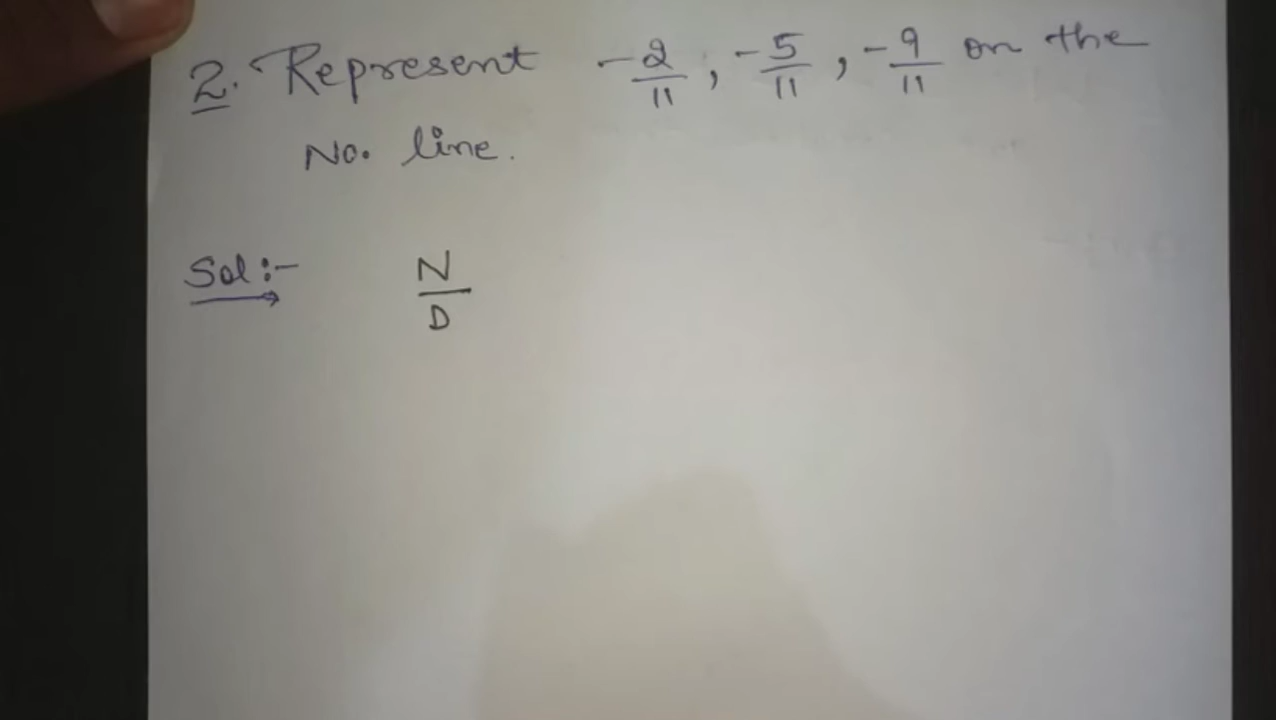 2. Represent -2/11, -5/11, -9/11 on the
No. line.
Sol:-
N/D